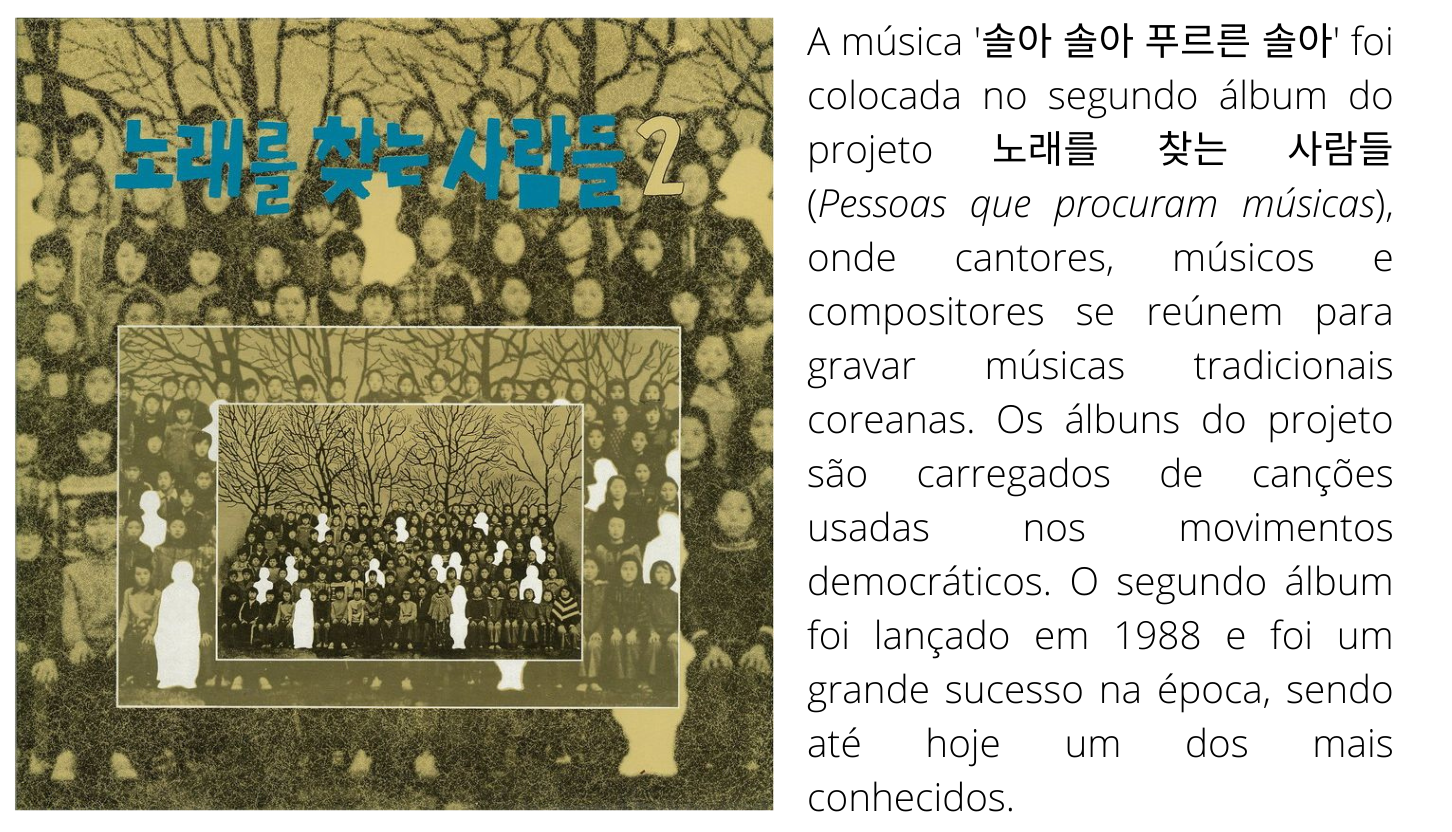 노래를 찾는 사람들 2
A música '솔아 솔아 푸르른 솔아' foi
colocada no segundo álbum do
projeto 노래를 찾는 사람들
(Pessoas que procuram músicas),
onde cantores, músicos e
compositores se reúnem para
gravar músicas tradicionais
coreanas. Os álbuns do projeto
são carregados de canções
usadas nos movimentos
democráticos. O segundo álbum
foi lançado em 1988 e foi um
grande sucesso na época, sendo
até hoje um dos mais
conhecidos.